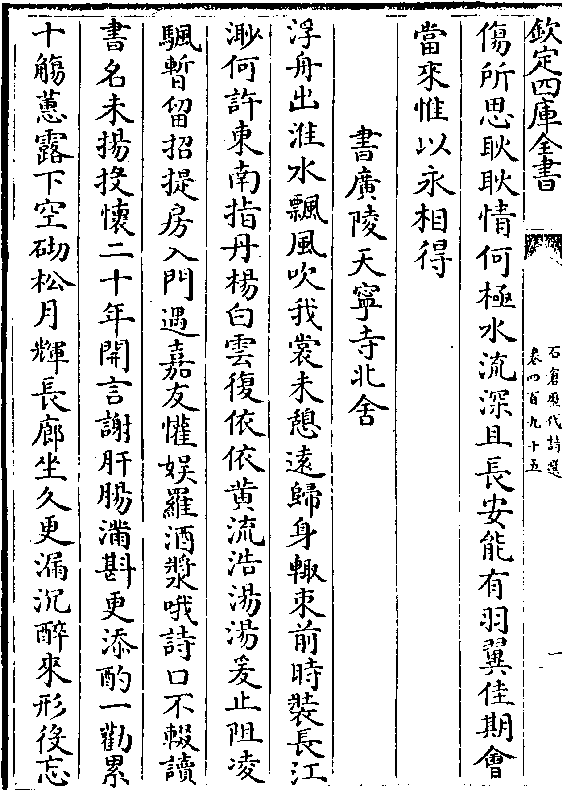 欽定四庫全書
石倉歷代詩選
卷四百九十五
一
傷所思耿耿情何極水流深且長安能有羽翼佳期會
當來惟以永相得
書廣陵天寧寺北舍
浮舟出淮水飄風吹我裳未憩遠歸身輙束前時裝長江
渺何許東南指丹楊白雲復依依黄流浩湯湯爰止阻凌
颿暫留招提房入門遇嘉友懽娱羅酒漿哦詩口不輟讀
書名未揚投懷二十年開言謝肝腸滿斟更添酌一勸累
十觴蕙露下空砌松月輝長廊坐久更漏沉醉來形役忘